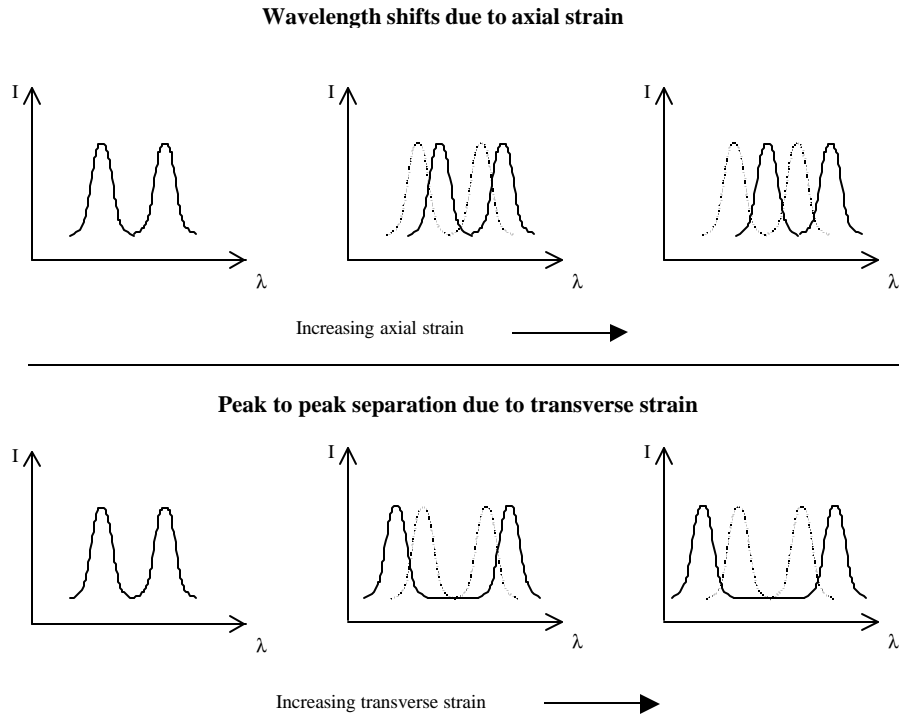 Wavelength shifts due to axial strain
I
I
I
λ
λ
λ
Increasing axial strain
Peak to peak separation due to transverse strain
I
I
I
λ
λ
λ
Increasing transverse strain